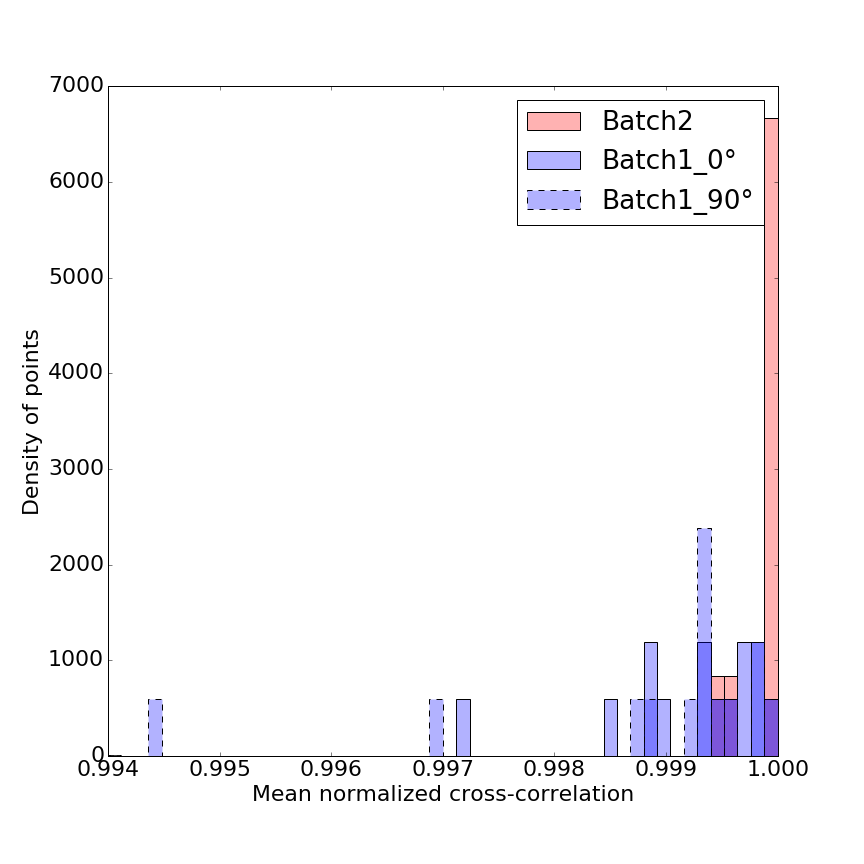 7000
6000
5000
4000
3000
2000
1000
0
Density of points
Batch2
Batch1_0°
Batch1_90°
0.994 0.995 0.996 0.997 0.998 0.999 1.000
Mean normalized cross-correlation